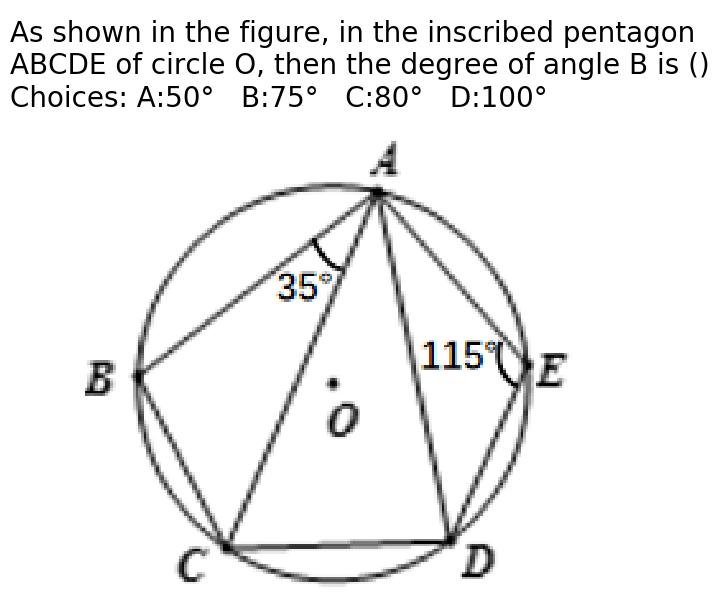 As shown in the figure, in the inscribed pentagon
ABCDE of circle O, then the degree of angle B is ()
Choices: A:50° B:75° C:80° D:100°
A
35°
115°
B
E
O
C
D